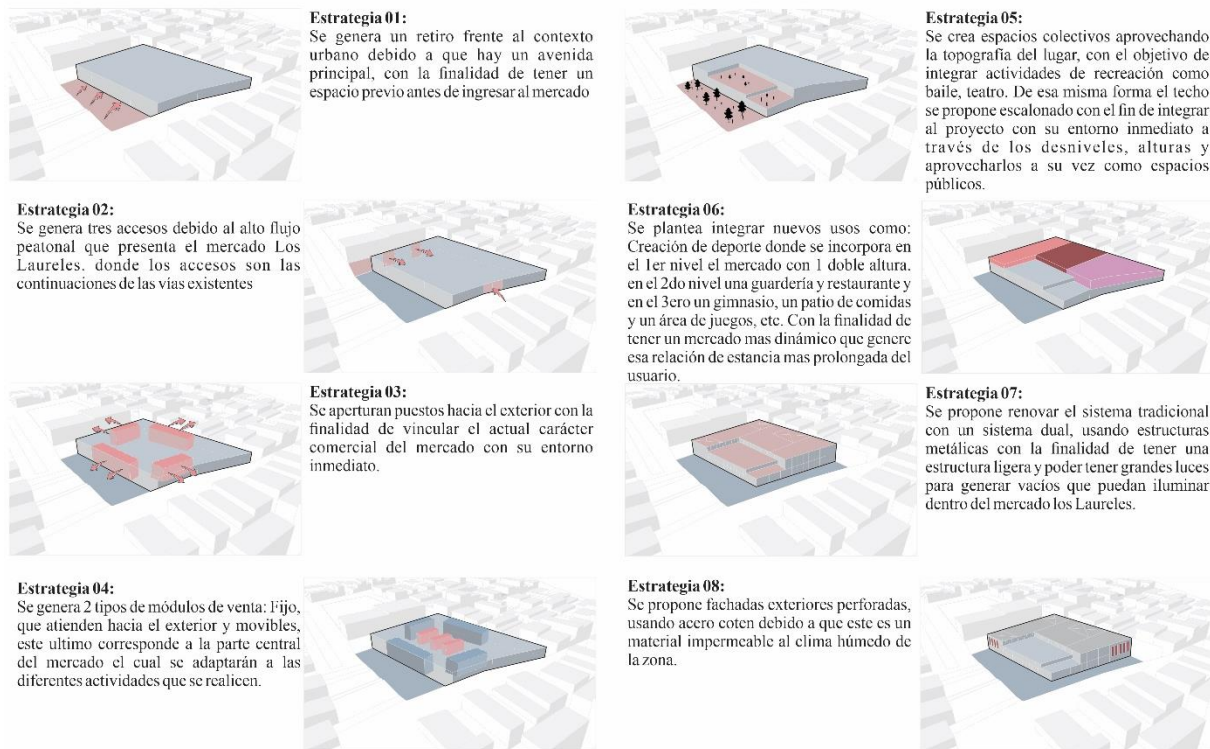 Estrategia 01:
Se genera un retiro frente al contexto
urbano debido a que hay un avenida
principal, con la finalidad de tener un
espacio previo antes de ingresar al mercado
Estrategia 02:
Se genera tres accesos debido al alto flujo
peatonal que presenta el mercado Los
Laureles. donde los accesos son las
continuaciones de las vías existentes
Estrategia 03:
Se aperturan puestos hacia el exterior con la
finalidad de vincular el actual carácter
comercial del mercado con su entorno
inmediato.
Estrategia 04:
Se genera 2 tipos de módulos de venta: Fijo,
que atienden hacia el exterior y movibles,
este ultimo corresponde a la parte central
del mercado el cual se adaptarán a las
diferentes actividades que se realicen.
Estrategia 05:
Se crea espacios colectivos aprovechando
la topografía del lugar, con el objetivo de
integrar actividades de recreación como
baile, teatro. De esa misma forma el techo
se propone escalonado con el fin de integrar
al proyecto con su entorno inmediato a
través de los desniveles, alturas y
aprovecharlos a su vez como espacios
públicos.
Estrategia 06:
Se plantea integrar nuevos usos como:
Creación de deporte donde se incorpora en
el 1er nivel el mercado con 1 doble altura.
en el 2do nivel una guardería y restaurante y
en el 3ero un gimnasio, un patio de comidas
y un área de juegos, etc. Con la finalidad de
tener un mercado mas dinámico que genere
esa relación de estancia mas prolongada del
usuario.
Estrategia 07:
Se propone renovar el sistema tradicional
con un sistema dual, usando estructuras
metálicas con la finalidad de tener una
estructura ligera y poder tener grandes luces
para generar vacíos que puedan iluminar
dentro del mercado los Laureles.
Estrategia 08:
Se propone fachadas exteriores perforadas,
usando acero coten debido a que este es un
material impermeable al clima húmedo de
la zona.